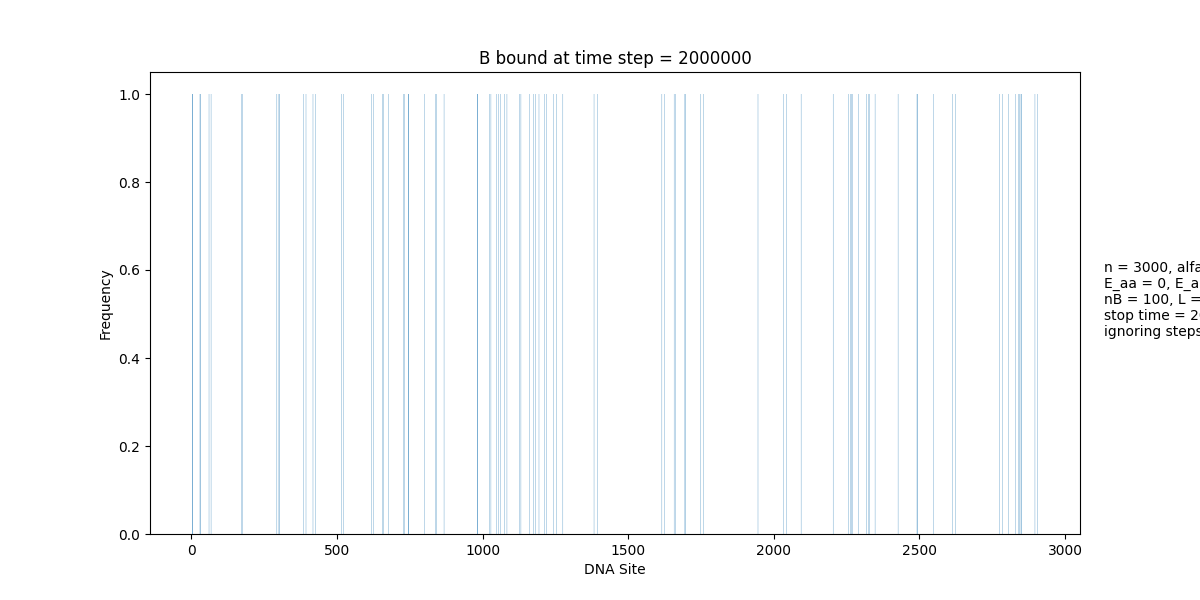 B bound at time step = 2000000
1.0
0.8
0.6
0.4
0.2
0.0
Frequency
0 500 1000 1500 2000 2500 3000
DNA Site
n = 3000, alfa
E_aa = 0, E_a
nB = 100, L =
stop time = 2
ignoring steps